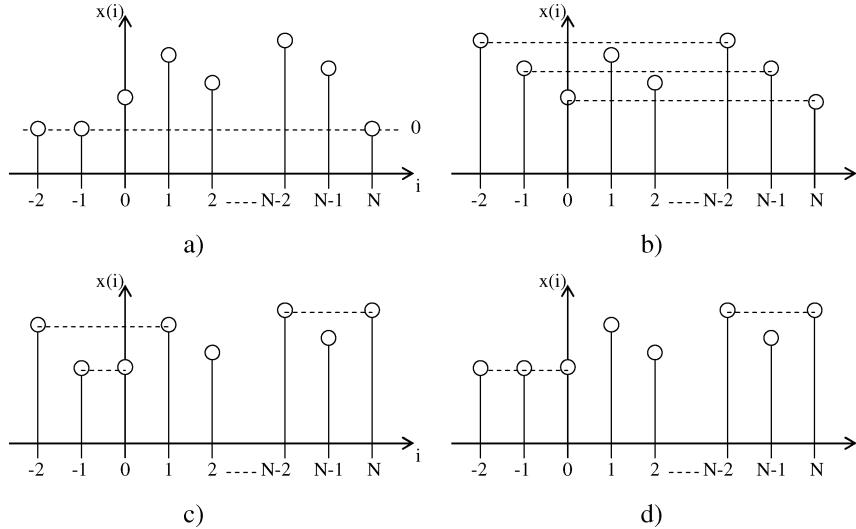 x(i)
0
i
-2 -1 0 1 2 ---- N-2 N-1 N
a)
x(i)
-2 -1 0 1 2 ---- N-2 N-1 N
b)
x(i)
i
-2 -1 0 1 2 ---- N-2 N-1 N
c)
x(i)
-2 -1 0 1 2 ---- N-2 N-1 N
d)